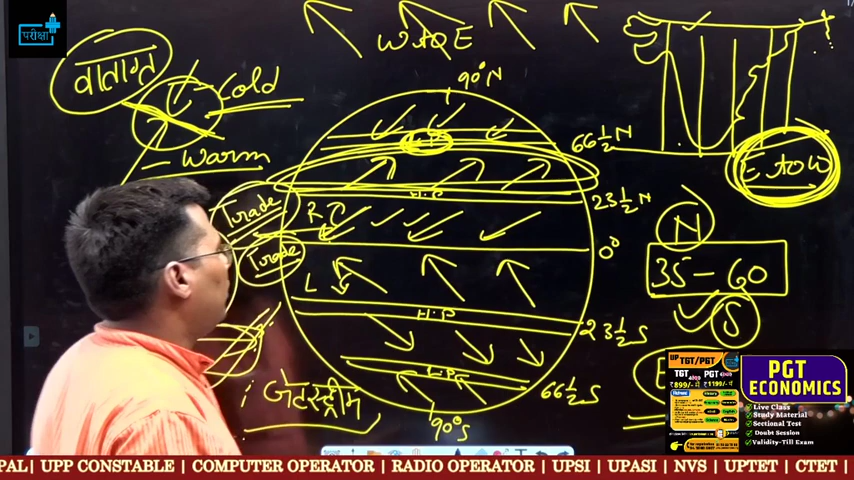 परीक्षा
वाताग्र
Cold
Warm
90°N
66½N
L.P
H.P
23½N
Trade
R
0°
Trade
L
H.P
23½S
L.P
66½S
90°S
जेटस्ट्रीम
E to W
N
35-60
S
UP TGT/PGT
TGT
PGT
₹899/-में
₹1199/-में
PGT
ECONOMICS
Live Class
Study Material
Sectional Test
Doubt Session
Validity-Till Exam
PAL| UPP CONSTABLE | COMPUTER OPERATOR | RADIO OPERATOR | UPSI | UPASI | NVS | UPTET | CTET |